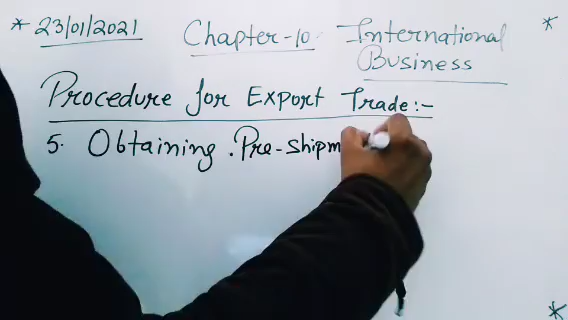 * 23/01/2021 Chapter-10 International *
Business
Procedure for Export Trade:-
5. Obtaining . Pre-shipm
*